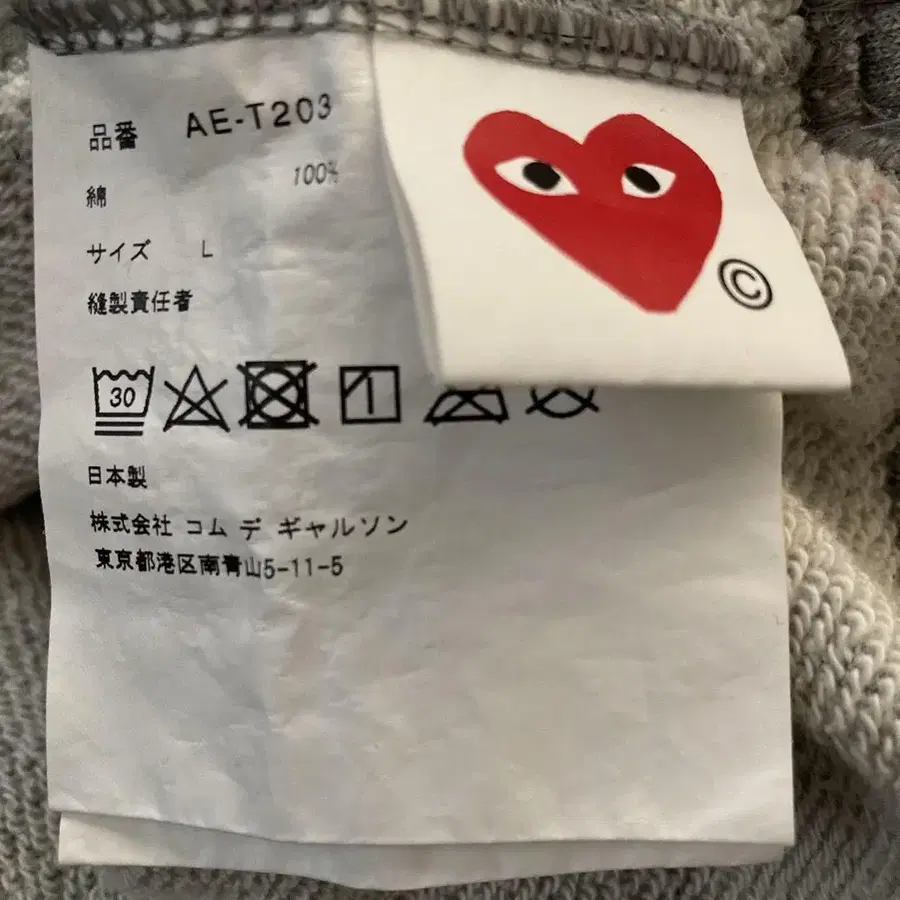 品番 AE-T203
綿 100%
サイズ L
縫製責任者
30
日本製
株式会社 コム デ ギャルソン
東京都港区南青山5-11-5
©